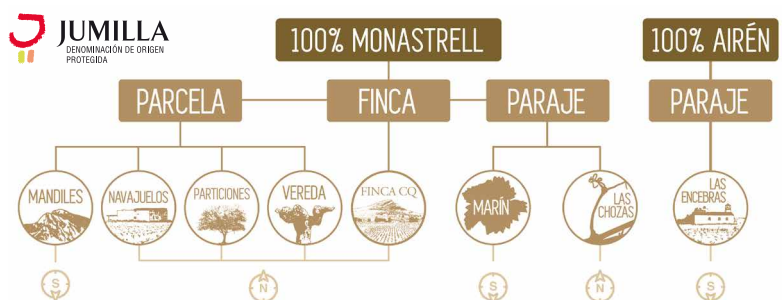 JUMILLA
DENOMINACIÓN DE ORIGEN
PROTEGIDA
100% MONASTRELL
100% AIRÉN
PARCELA
FINCA
PARAJE
PARAJE
MANDILES
NAVAJUELOS
PARTICIONES
VEREDA
FINCA CQ
MARÍN
LAS
CHOZAS
LAS
ENCEBRAS
S
N
S
N
S